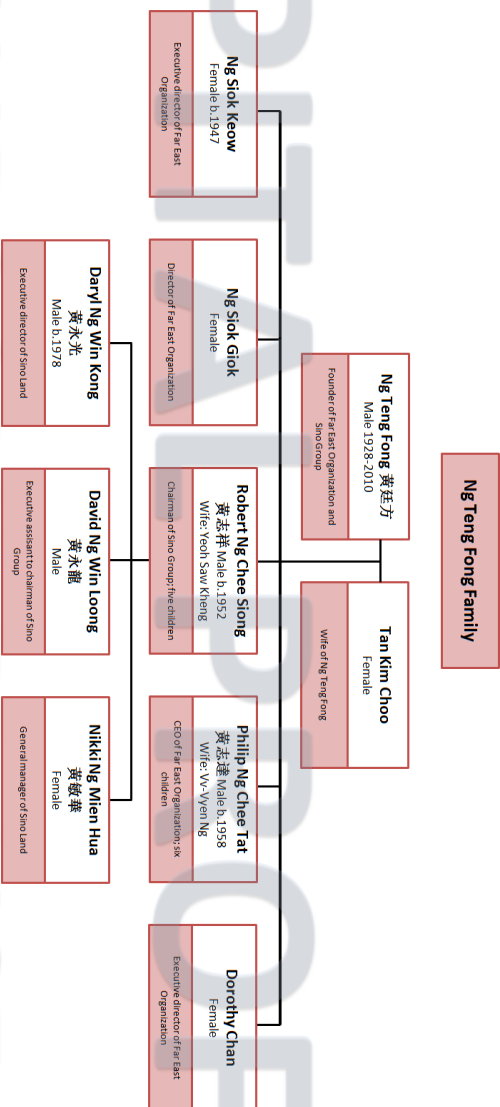 Ng Teng Fong Family
Ng Teng Fong 黃廷方
Male 1928-2010
Founder of Far East Organization and
Sino Group
Tan Kim Choo
Female
Wife of Ng Teng Fong
Ng Siok Keow
Female b.1947
Executive director of Far East
Organization
Ng Siok Giok
Female
Director of Far East Organization
Robert Ng Chee Siong
黃志祥 Male b.1952
Wife: Yeoh Saw Kheng
Chairman of Sino Group; five children
Philip Ng Chee Tat
黃志達 Male b.1958
Wife: Vv-Vyen Ng
CEO of Far East Organization; six
children
Dorothy Chan
Female
Executive director of Far East
Organization
Daryl Ng Win Kong
黃永光
Male b.1978
Executive director of Sino Land
David Ng Win Loong
黃永龍
Male
Executive assisant to chairman of Sino
Group
Nikki Ng Mien Hua
黃敏華
Female
General manager of Sino Land
PITAL PRO